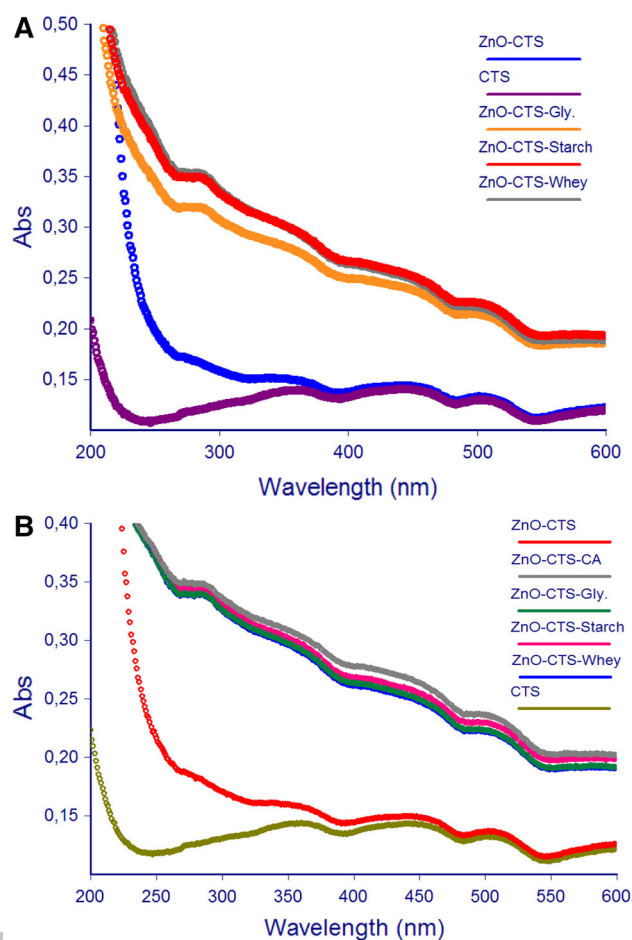 A
0,50
0,45
0,40
0,35
0,30
0,25
0,20
0,15
Abs
200
300
400
500
600
Wavelength (nm)
ZnO-CTS
CTS
ZnO-CTS-Gly.
ZnO-CTS-Starch
ZnO-CTS-Whey
B
0,40
0,35
0,30
0,25
0,20
0,15
Abs
200
250
300
350
400
450
500
550
600
Wavelength (nm)
ZnO-CTS
ZnO-CTS-CA
ZnO-CTS-Gly.
ZnO-CTS-Starch
ZnO-CTS-Whey
CTS